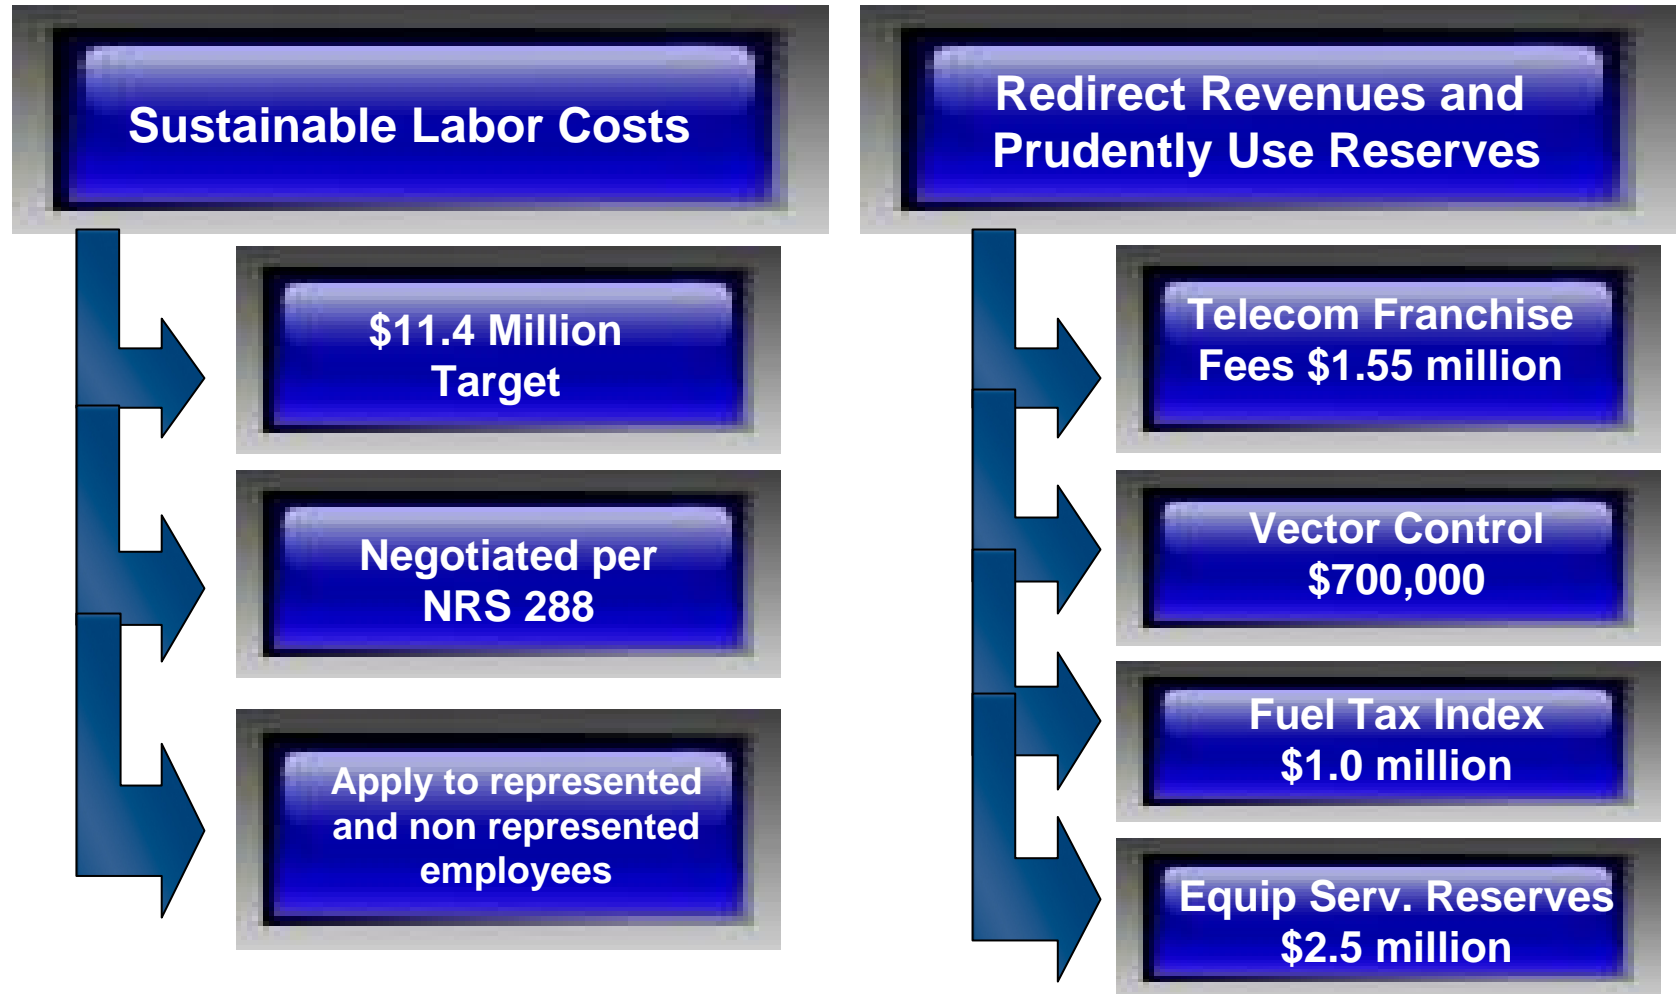 Sustainable Labor Costs
$11.4 Million
Target
Negotiated per
NRS 288
Apply to represented
and non represented
employees
Redirect Revenues and
Prudently Use Reserves
Telecom Franchise
Fees $1.55 million
Vector Control
$700,000
Fuel Tax Index
$1.0 million
Equip Serv. Reserves
$2.5 million